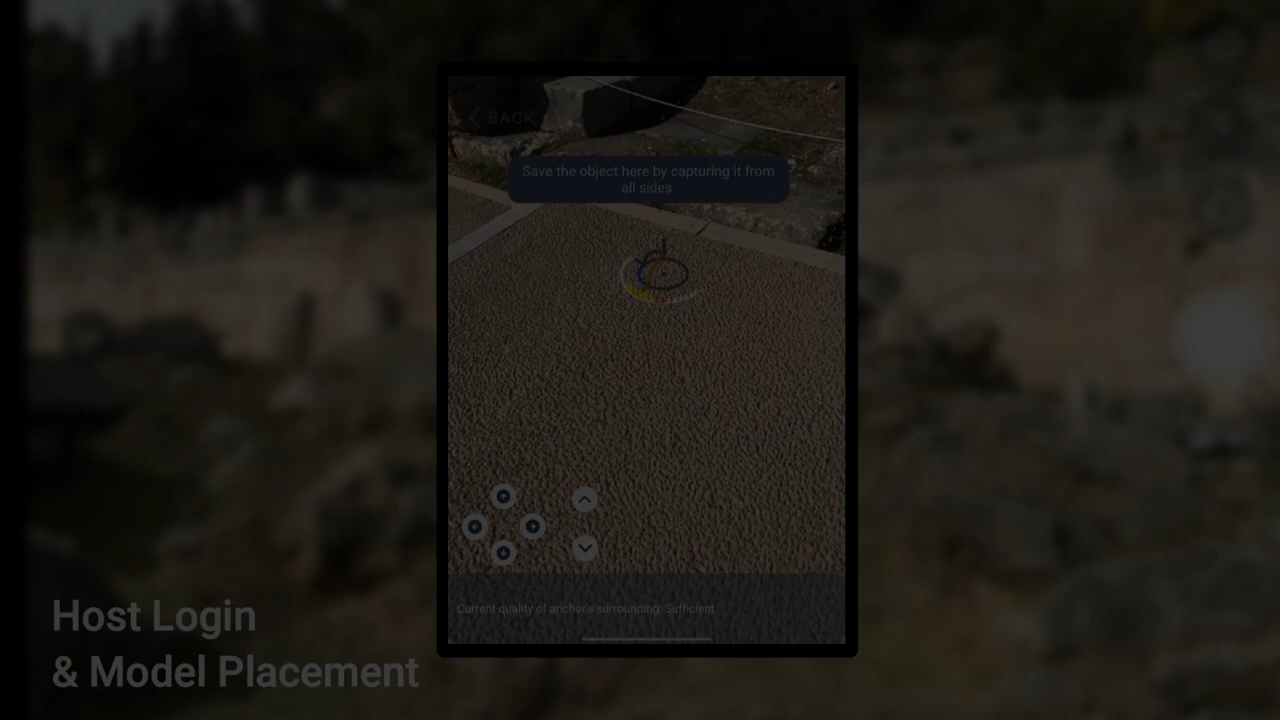 BACK
Save the object here by capturing it from
all sides.
Current quality of anchor's surrounding: Sufficient
Host Login
& Model Placement